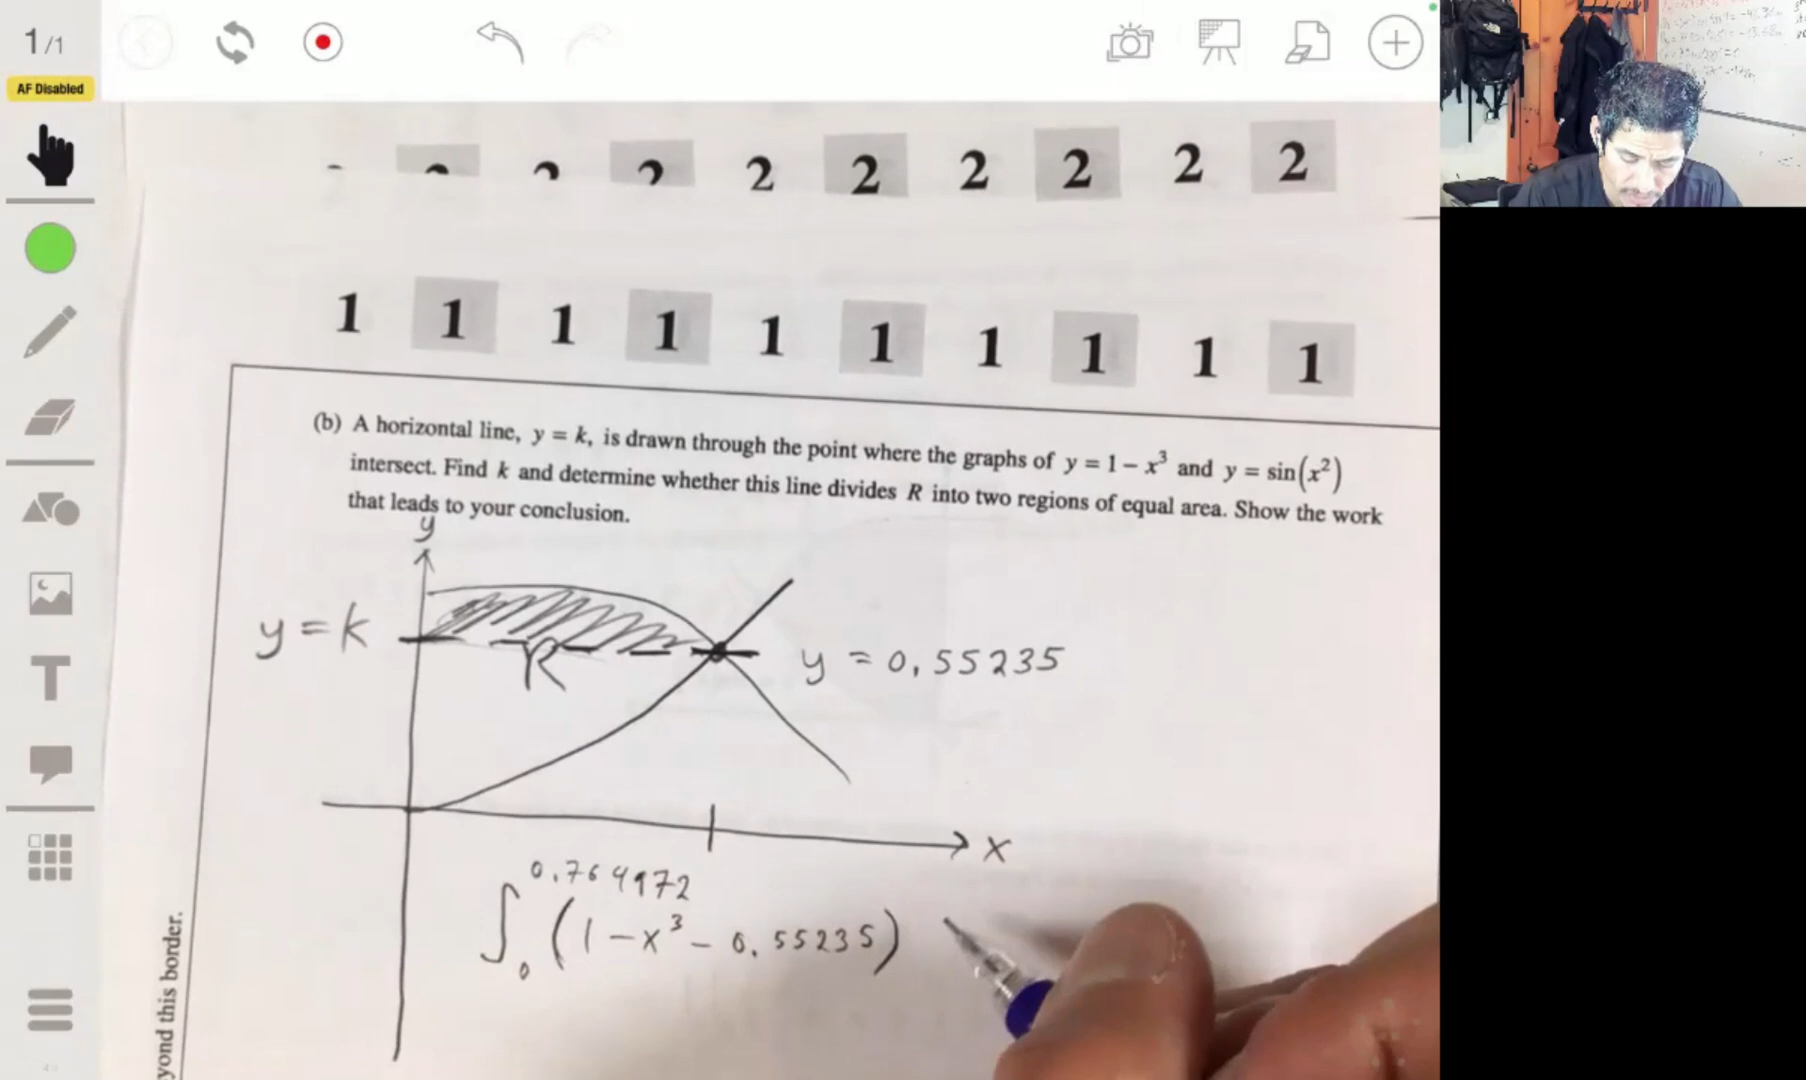 1/1
AF Disabled
2 2 2 2 2 2
1 1 1 1 1 1 1 1 1 1
(b) A horizontal line, y = k, is drawn through the point where the graphs of y = 1 – x³ and y = sin(x²)
intersect. Find k and determine whether this line divides R into two regions of equal area. Show the work
that leads to your conclusion.
y
y = k
R
y = 0,55235
x
∫₀^0.764972 (1 – x³ – 0.55235)
yond this border.
T